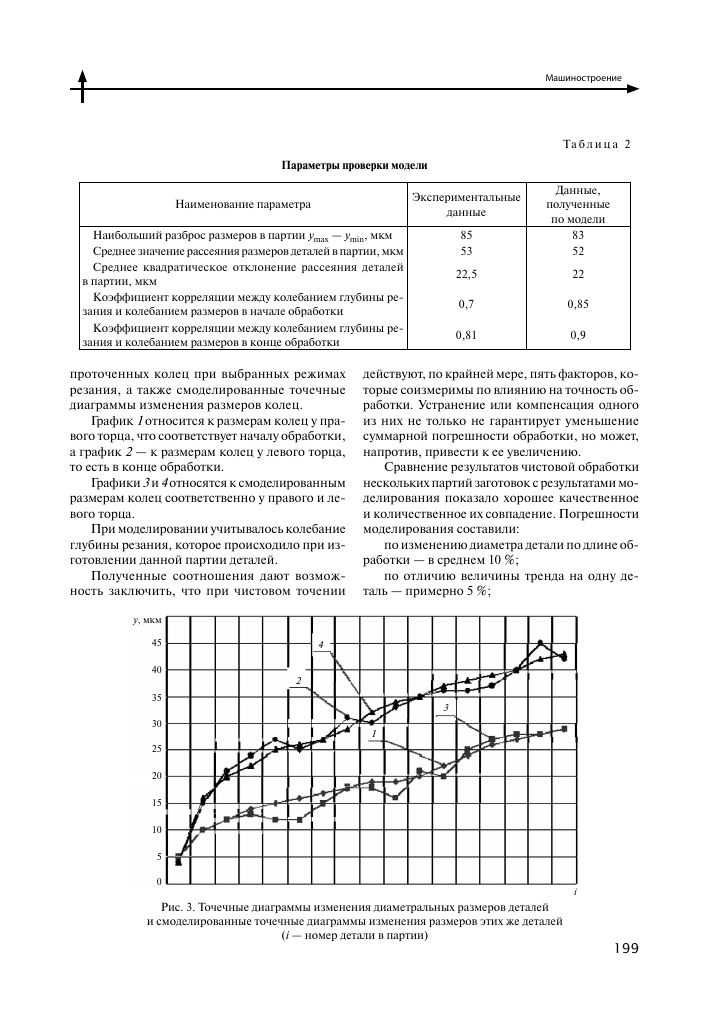 Машиностроение
Таблица 2
Параметры проверки модели
Наименование параметра
Экспериментальные
данные
Данные,
полученные
по модели
Наибольший разброс размеров в партии ymax — ymin, мкм
85
83
Среднее значение рассеяния размеров деталей в партии, мкм
53
52
Среднее квадратическое отклонение рассеяния деталей
в партии, мкм
22,5
22
Коэффициент корреляции между колебанием глубины ре-
зания и колебанием размеров в начале обработки
0,7
0,85
Коэффициент корреляции между колебанием глубины ре-
зания и колебанием размеров в конце обработки
0,81
0,9
проточенных колец при выбранных режимах
резания, а также смоделированные точечные
диаграммы изменения размеров колец.
График 1 относится к размерам колец у пра-
вого торца, что соответствует началу обработки,
а график 2 — к размерам колец у левого торца,
то есть в конце обработки.
Графики 3 и 4 относятся к смоделированным
размерам колец соответственно у правого и ле-
вого торца.
При моделировании учитывалось колебание
глубины резания, которое происходило при из-
готовлении данной партии деталей.
Полученные соотношения дают возмож-
ность заключить, что при чистовом точении
действуют, по крайней мере, пять факторов, ко-
торые соизмеримы по влиянию на точность об-
работки. Устранение или компенсация одного
из них не только не гарантирует уменьшение
суммарной погрешности обработки, но может,
напротив, привести к ее увеличению.
Сравнение результатов чистовой обработки
нескольких партий заготовок с результатами мо-
делирования показало хорошее качественное
и количественное их совпадение. Погрешности
моделирования составили:
по изменению диаметра детали по длине об-
работки — в среднем 10 %;
по отличию величины тренда на одну де-
таль — примерно 5 %;
y, мкм
45
40
35
30
25
20
15
10
5
0
4
2
3
1
i
Рис. 3. Точечные диаграммы изменения диаметральных размеров деталей
и смоделированные точечные диаграммы изменения размеров этих же деталей
(i — номер детали в партии)
199